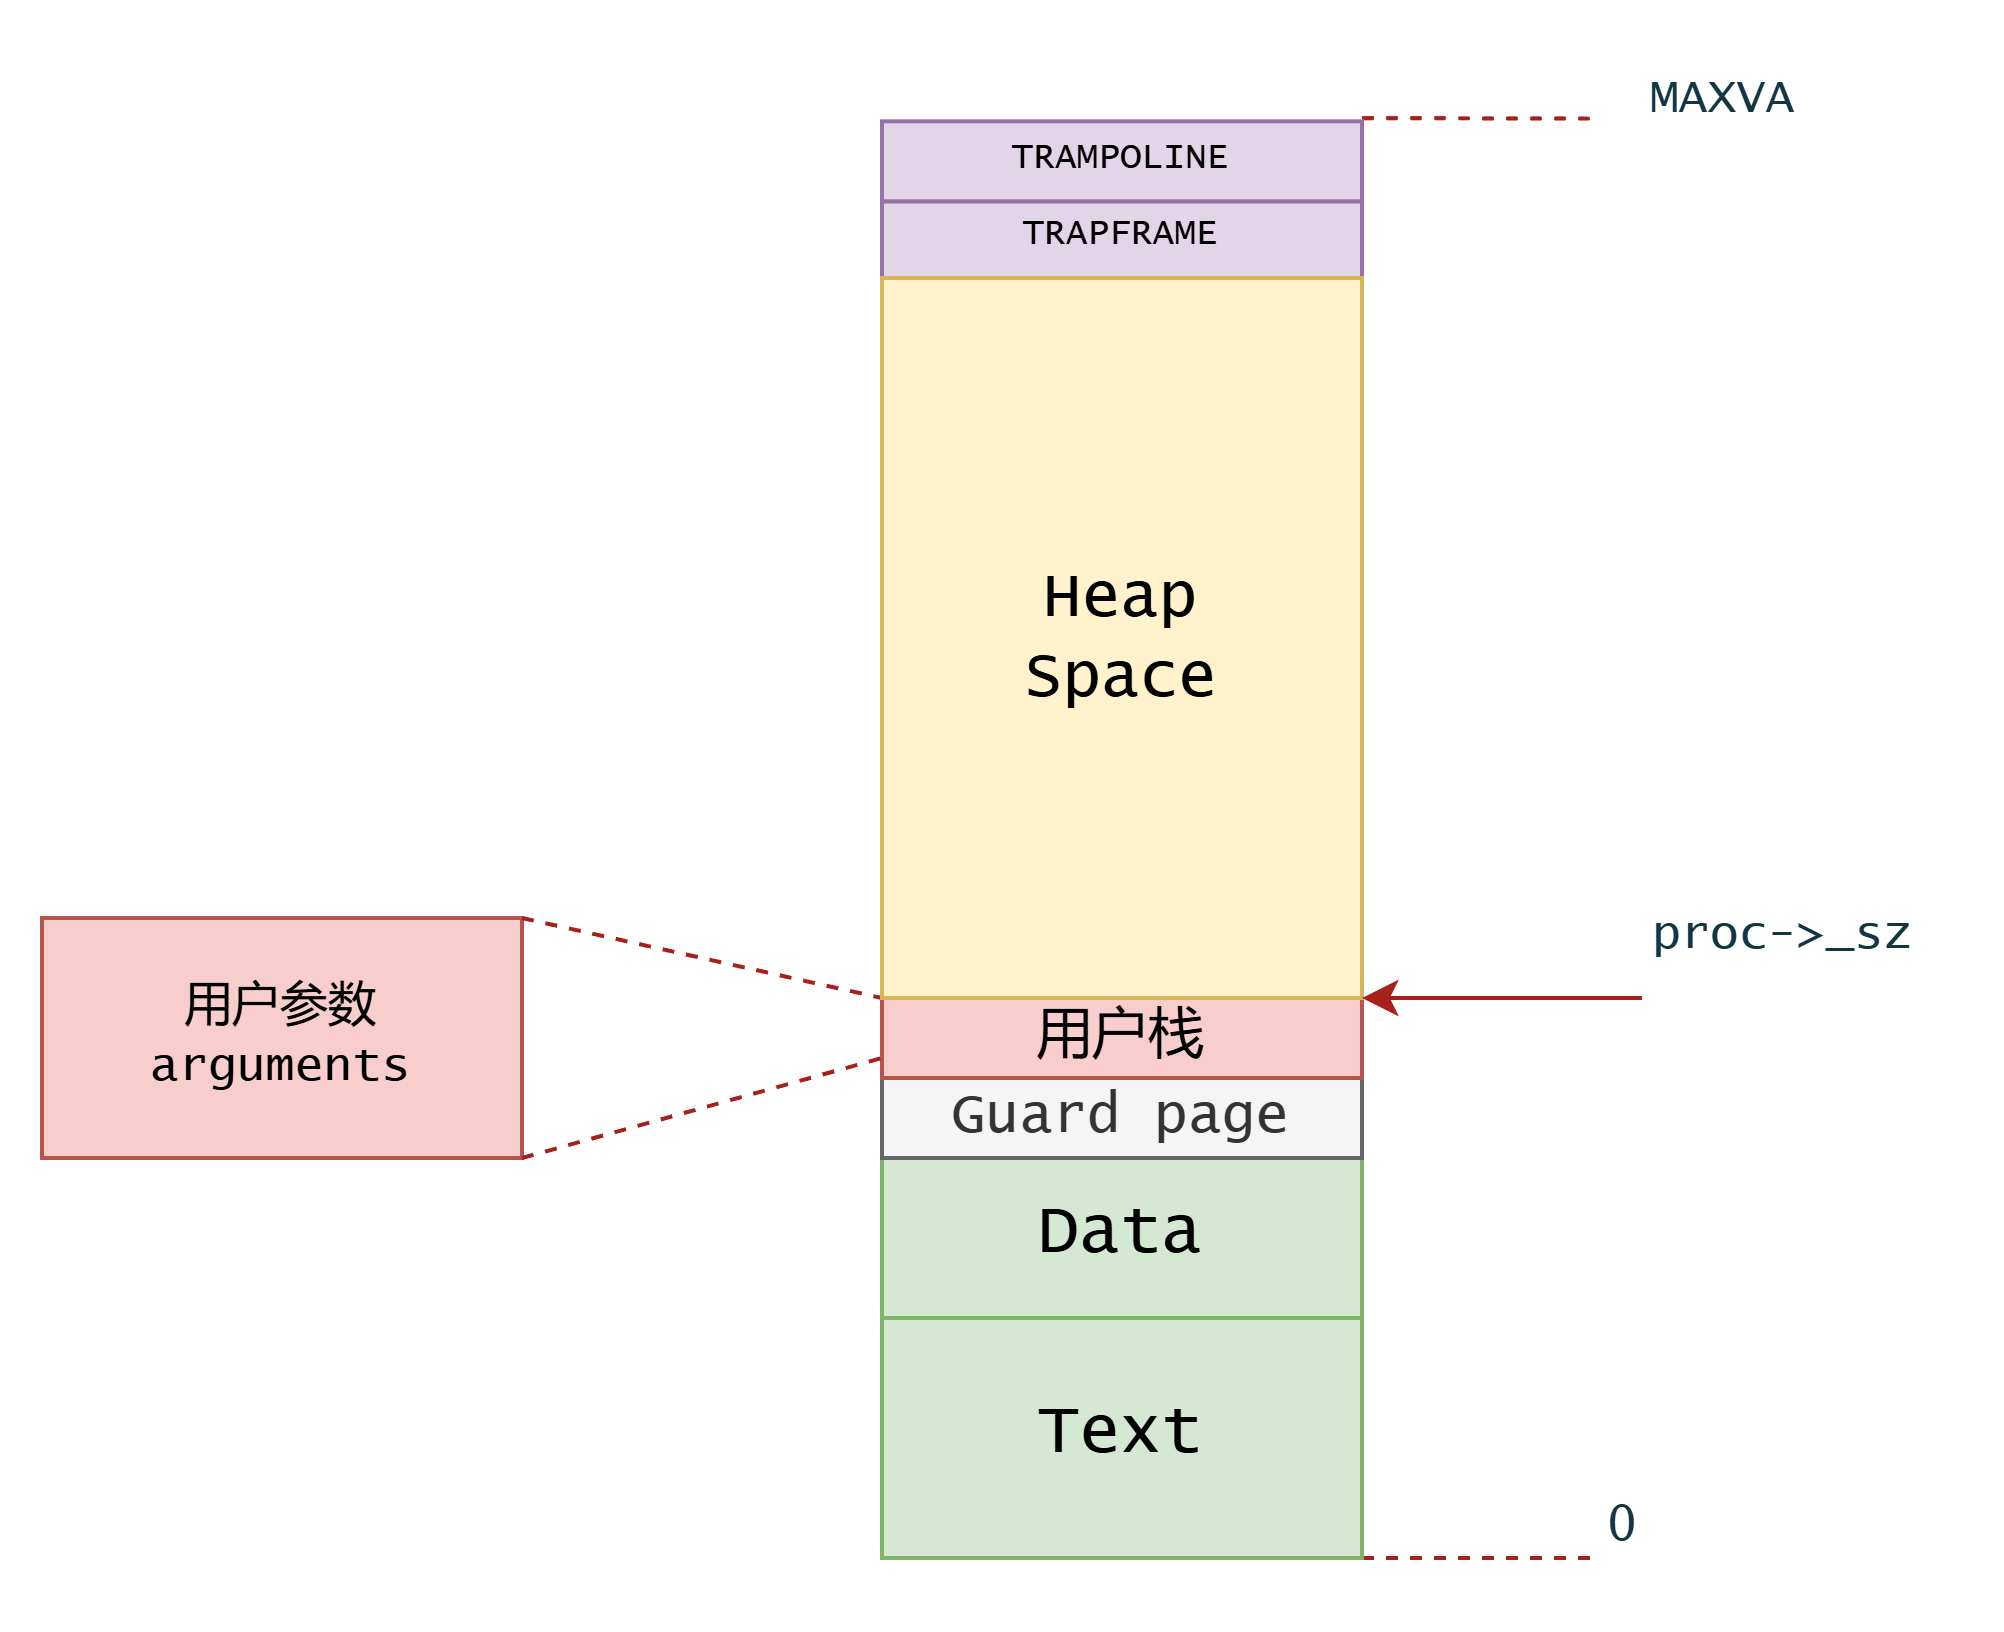 MAXVA
TRAMPOLINE
TRAPFRAME
Heap
Space
proc->_sz
用户参数
arguments
用户栈
Guard page
Data
Text
0